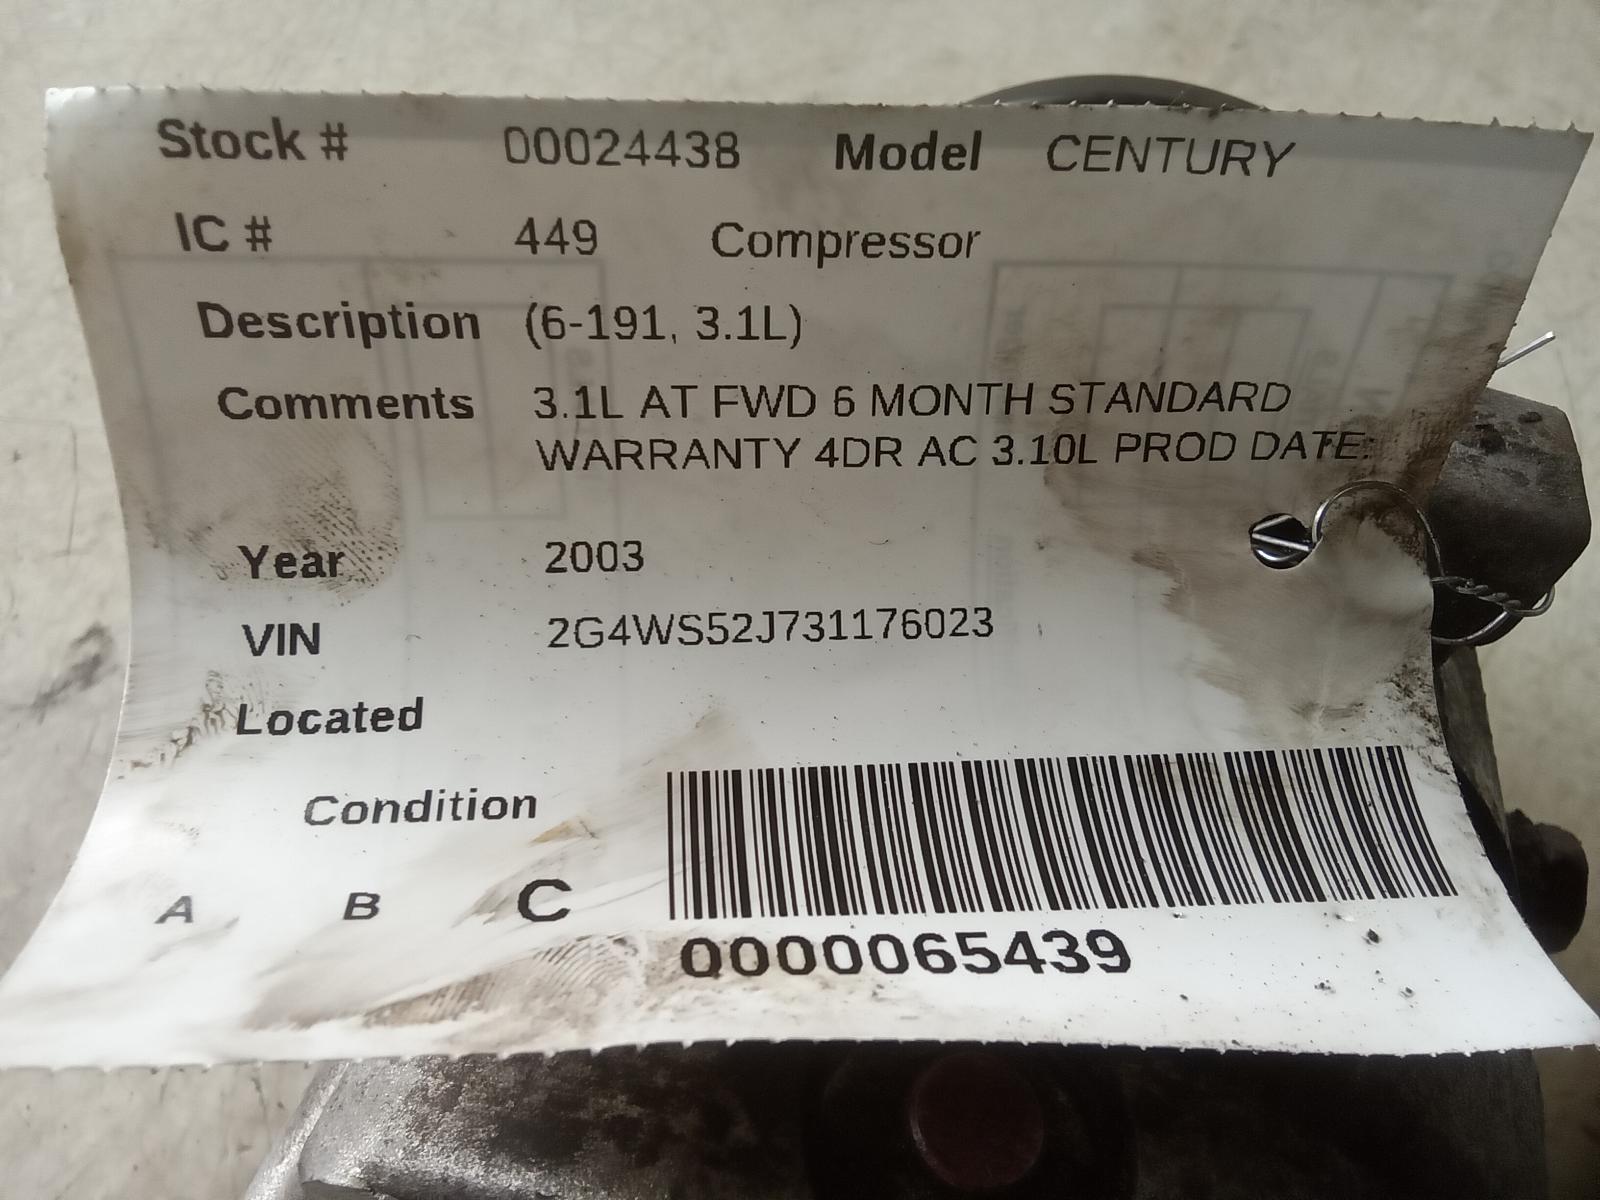 Stock # 00024438 Model CENTURY
IC # 449 Compressor
Description (6-191, 3.1L)
Comments 3.1L AT FWD 6 MONTH STANDARD
WARRANTY 4DR AC 3.10L PROD DATE:
Year 2003
VIN 2G4WS52J731176023
Located
Condition
A B C
0000065439